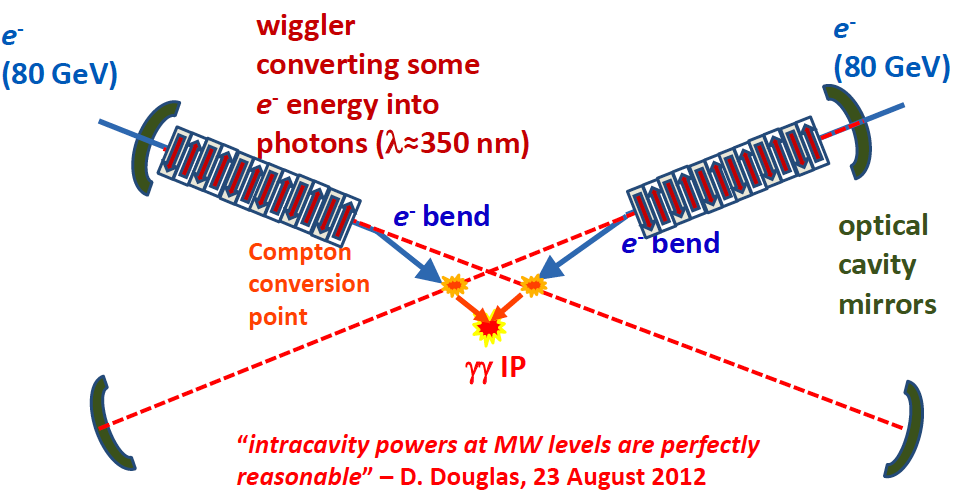 e-
(80 GeV)
wiggler
converting some
e- energy into
photons (λ≈350 nm)
e-
(80 GeV)
e- bend
e- bend
Compton
conversion
point
optical
cavity
mirrors
γγ IP
“intracavity powers at MW levels are perfectly
reasonable” – D. Douglas, 23 August 2012